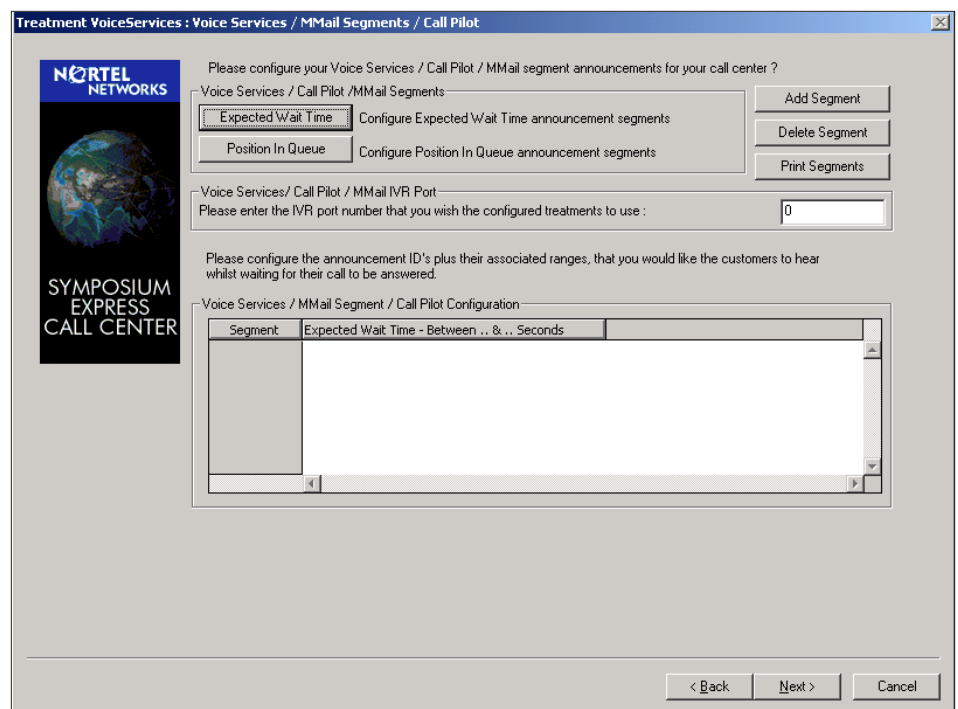 Treatment VoiceServices : Voice Services / MMail Segments / Call Pilot
NORTEL
NETWORKS
SYMPOSIUM
EXPRESS
CALL CENTER
Please configure your Voice Services / Call Pilot / MMail segment announcements for your call center ?
Voice Services / Call Pilot /MMail Segments
Expected Wait Time
Configure Expected Wait Time announcement segments
Position In Queue
Configure Position In Queue announcement segments
Add Segment
Delete Segment
Print Segments
Voice Services/ Call Pilot / MMail IVR Port
Please enter the IVR port number that you wish the configured treatments to use :
0
Please configure the announcement ID's plus their associated ranges, that you would like the customers to hear
whilst waiting for their call to be answered.
Voice Services / MMail Segment / Call Pilot Configuration
Segment
Expected Wait Time - Between .. & .. Seconds
< Back
Next >
Cancel